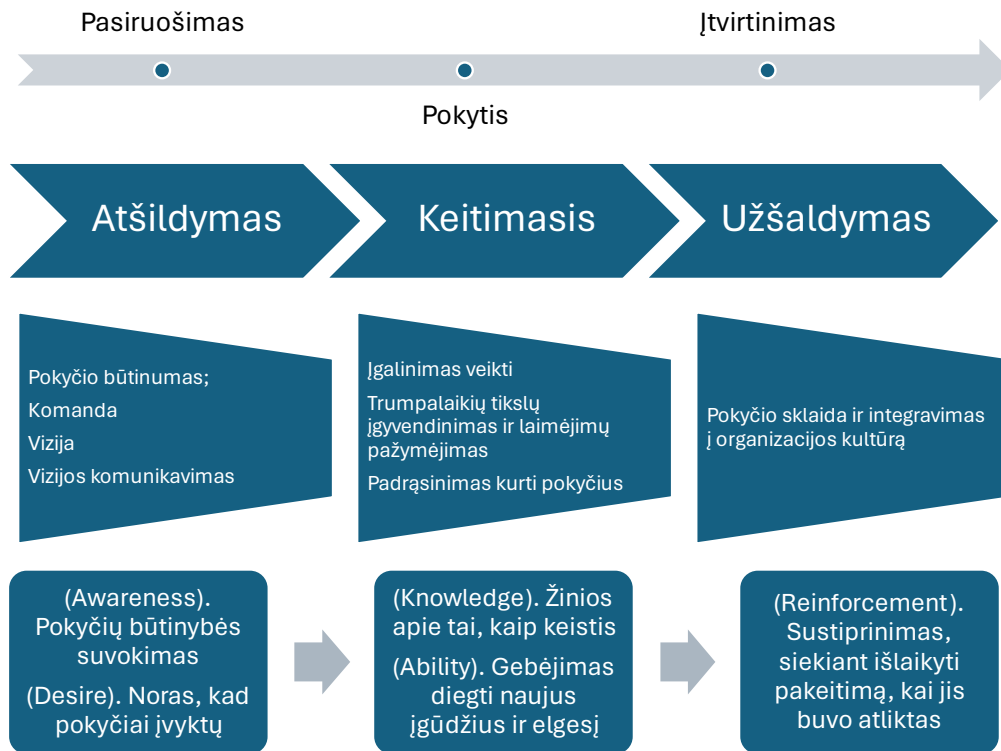 Pasiruošimas
Įtvirtinimas
Pokytis
Atšildymas
Keitimasis
Užšaldymas
Pokyčio būtinumas;
Komanda
Vizija
Vizijos komunikavimas
Įgalinimas veikti
Trumpalaikių tikslų
įgyvendinimas ir laimėjimų
pažymėjimas
Padrąsinimas kurti pokyčius
Pokyčio sklaida ir integravimas
į organizacijos kultūrą
(Awareness).
Pokyčių būtinybės
suvokimas
(Desire). Noras, kad
pokyčiai įvyktų
(Knowledge). Žinios
apie tai, kaip keistis
(Ability). Gebėjimas
diegti naujus
įgūdžius ir elgesį
(Reinforcement).
Sustiprinimas,
siekiant išlaikyti
pakeitimą, kai jis
buvo atliktas